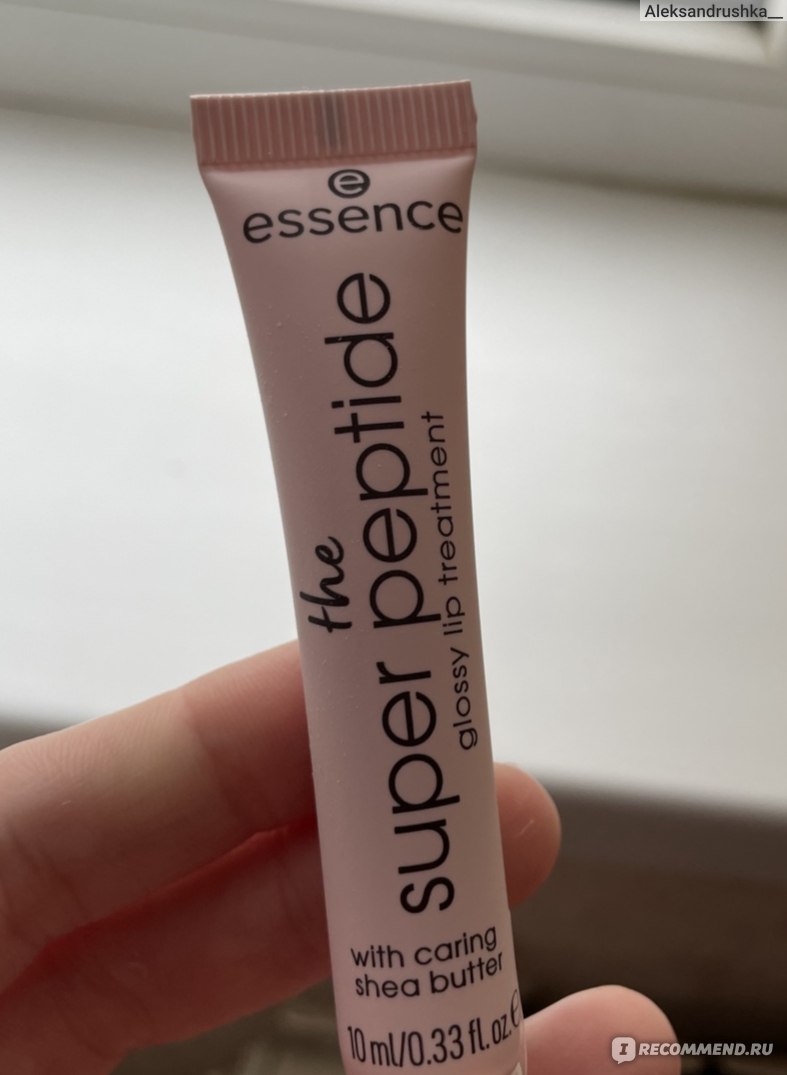 Aleksandrushka__
e
essence
the
super peptide
glossy lip treatment
with caring
shea butter
10 ml/0.33 fl. oz. e
IRECOMMEND.RU